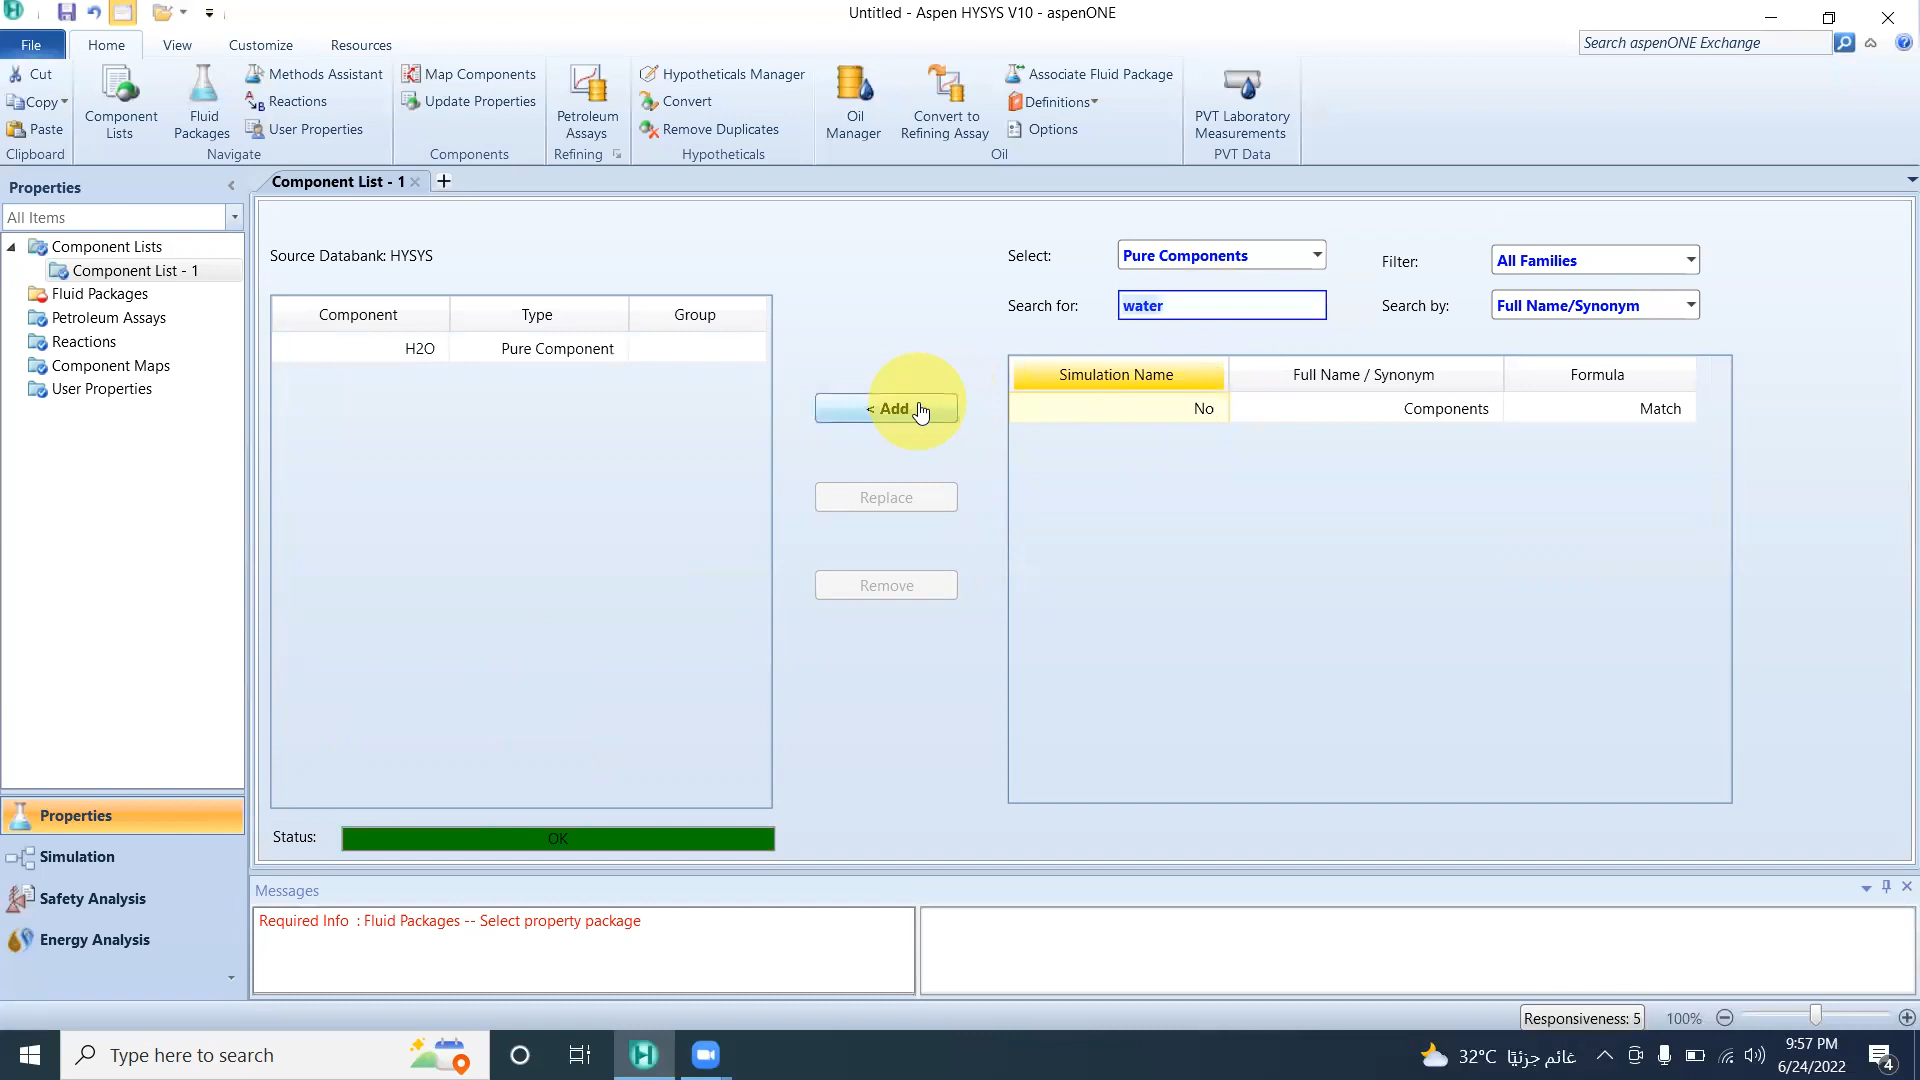 Untitled - Aspen HYSYS V10 - aspenONE
File
Home
View
Customize
Resources
Search aspenONE Exchange
Cut
Copy
Paste
Clipboard
Component Lists
Fluid Packages
Methods Assistant
Reactions
User Properties
Navigate
Map Components
Update Properties
Components
Petroleum Assays
Refining
Hypotheticals Manager
Convert
Remove Duplicates
Hypotheticals
Oil Manager
Convert to Refining Assay
Associate Fluid Package
Definitions
Options
Oil
PVT Laboratory Measurements
PVT Data
Properties
All Items
Component Lists
Component List - 1
Fluid Packages
Petroleum Assays
Reactions
Component Maps
User Properties
Properties
Simulation
Safety Analysis
Energy Analysis
Component List - 1
Source Databank: HYSYS
Component Type Group
H2O Pure Component
Status: OK
< Add
Replace
Remove
Select: Pure Components
Filter: All Families
Search for: water
Search by: Full Name/Synonym
Simulation Name Full Name / Synonym Formula
No Components Match
Messages
Required Info : Fluid Packages -- Select property package
Responsiveness: 5
100%
Type here to search
32°C غائم جزئيًا
9:57 PM
6/24/2022
4